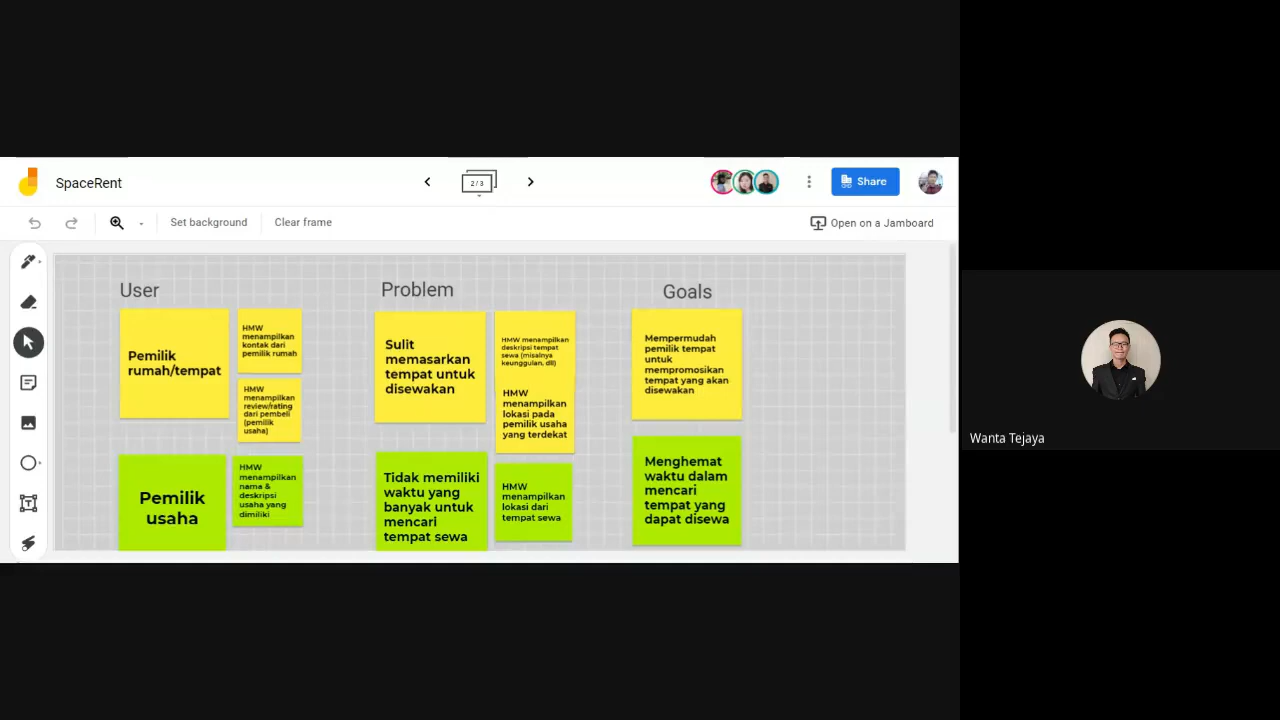 SpaceRent
2 / 3
Share
Set background
Clear frame
Open on a Jamboard
User
Problem
Goals
Pemilik
rumah/tempat
HMW
menampilkan
kontak dari
pemilik rumah
HMW
menampilkan
review/rating
dari pembeli
(pemilik
usaha)
Sulit
memasarkan
tempat untuk
disewakan
HMW menampilkan
deskripsi tempat
sewa (misalnya
keunggulan, dll)
HMW
menampilkan
lokasi pada
pemilik usaha
yang terdekat
Mempermudah
pemilik tempat
untuk
mempromosikan
tempat yang akan
disewakan
Pemilik
usaha
HMW
menampilkan
nama &
deskripsi
usaha yang
dimiliki
Tidak memiliki
waktu yang
banyak untuk
mencari
tempat sewa
HMW
menampilkan
lokasi dari
tempat sewa
Menghemat
waktu dalam
mencari
tempat yang
dapat disewa
Wanta Tejaya